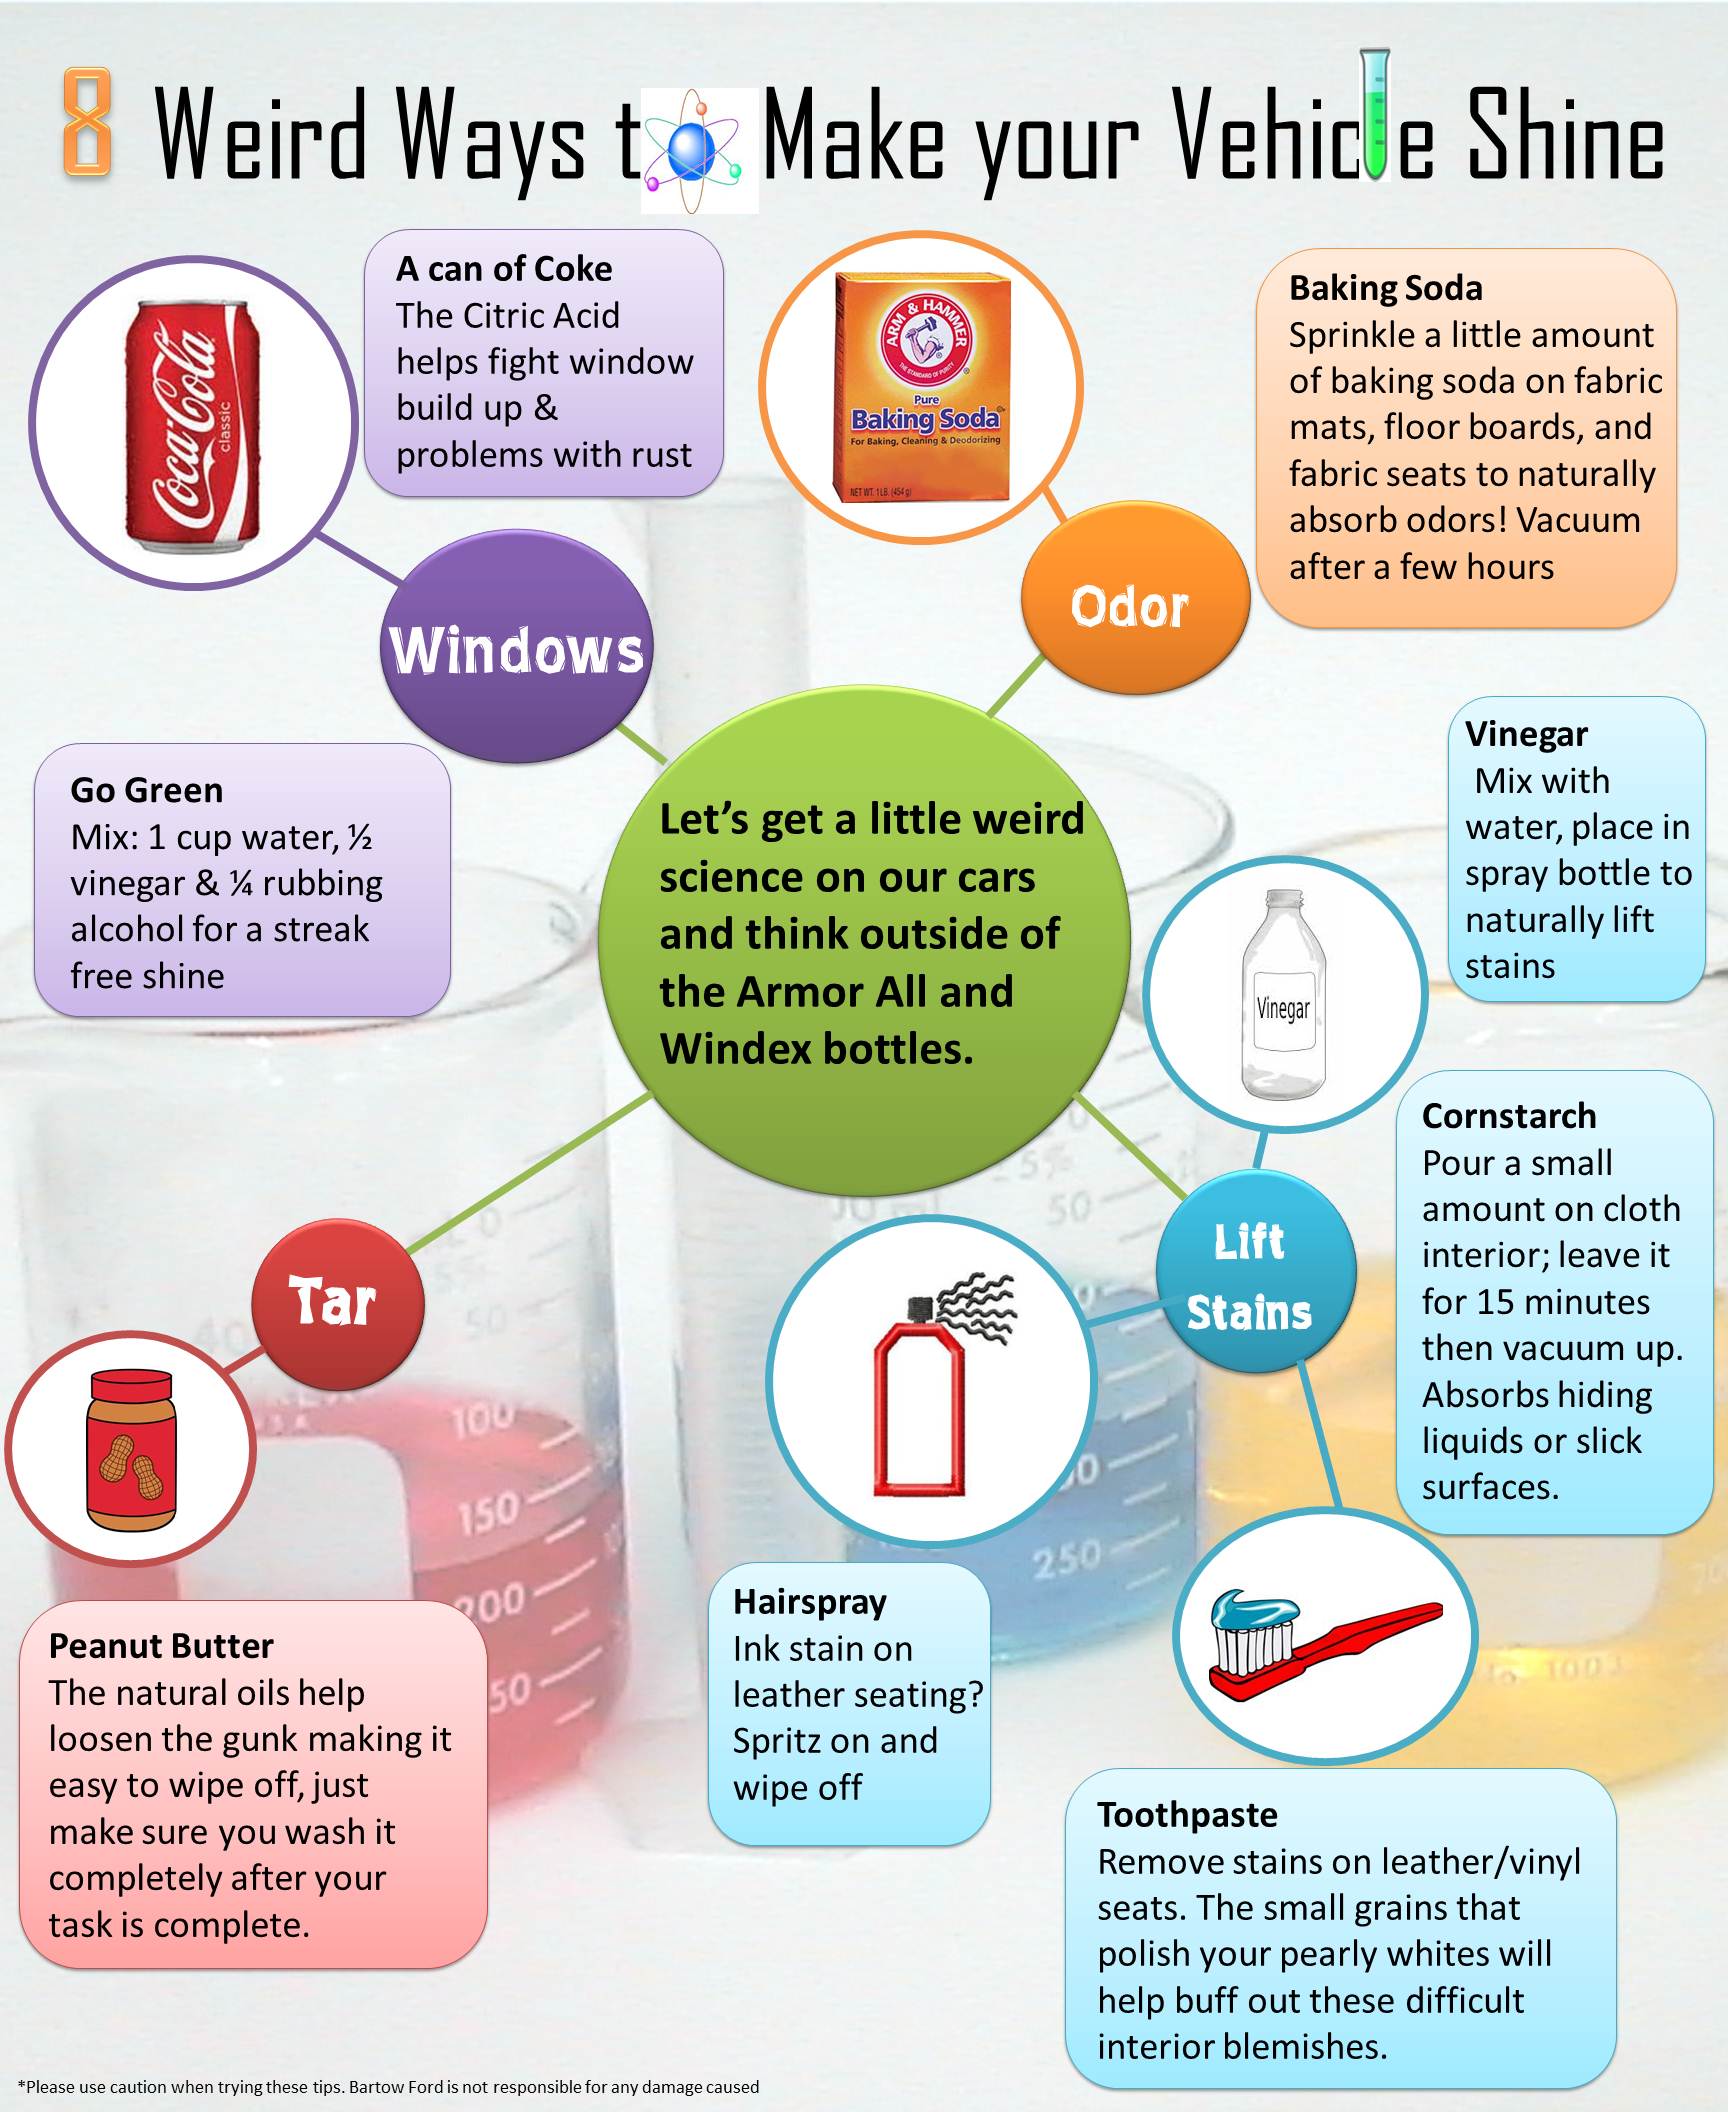 8 Weird Ways t Make your Vehicle Shine
A can of Coke
The Citric Acid
helps fight window
build up &
problems with rust
Coca-Cola
classic
ARM & HAMMER
THE STANDARD OF PURITY
Pure
Baking Soda
For Baking, Cleaning & Deodorizing
NET WT. 1 LB. (454 g)
Baking Soda
Sprinkle a little amount
of baking soda on fabric
mats, floor boards, and
fabric seats to naturally
absorb odors! Vacuum
after a few hours
Windows
Odor
Go Green
Mix: 1 cup water, ½
vinegar & ¼ rubbing
alcohol for a streak
free shine
Let's get a little weird
science on our cars
and think outside of
the Armor All and
Windex bottles.
Vinegar
Mix with
water, place in
spray bottle to
naturally lift
stains
Vinegar
Cornstarch
Pour a small
amount on cloth
interior; leave it
for 15 minutes
then vacuum up.
Absorbs hiding
liquids or slick
surfaces.
Lift
Stains
Tar
50
50
100
150
200
50
250
Peanut Butter
The natural oils help
loosen the gunk making it
easy to wipe off, just
make sure you wash it
completely after your
task is complete.
Hairspray
Ink stain on
leather seating?
Spritz on and
wipe off
Toothpaste
Remove stains on leather/vinyl
seats. The small grains that
polish your pearly whites will
help buff out these difficult
interior blemishes.
*Please use caution when trying these tips. Bartow Ford is not responsible for any damage caused